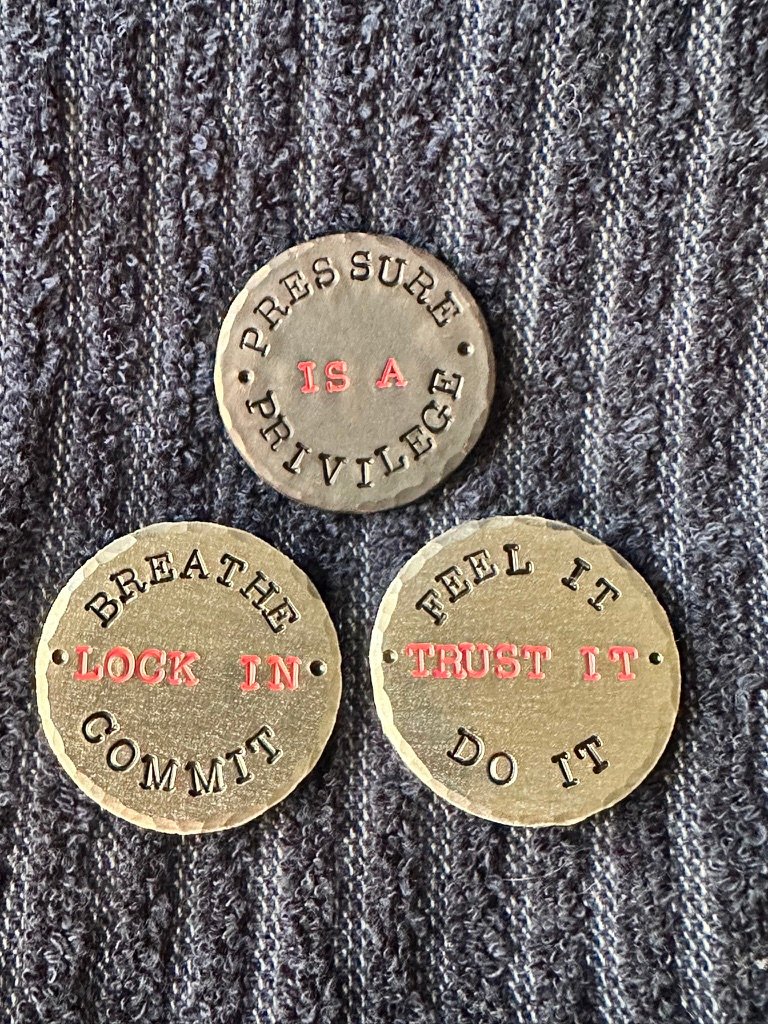 PRESSURE
IS A
PRIVILEGE
BREATHE
LOCK IN
COMMIT
FEEL IT
TRUST IT
DO IT